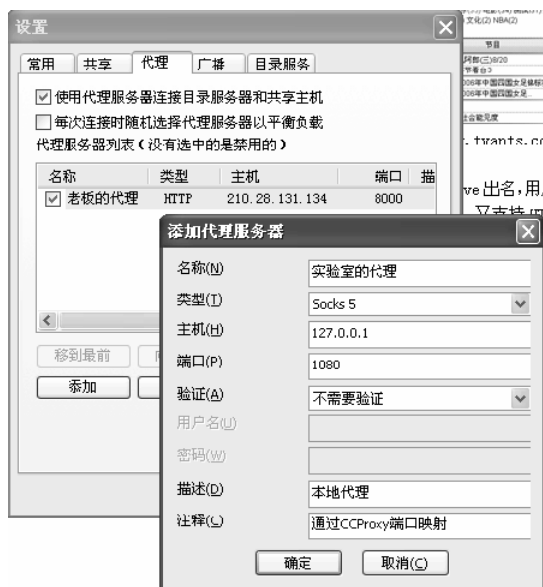 设置
文化(2) NBA(2)
节目
常用 共享 代理 广播 目录服务
使用代理服务器连接目录服务器和共享主机
每次连接时随机选择代理服务器以平衡负载
代理服务器列表(没有选中的是禁用的)
名称 类型 主机 端口 描
老板的代理 HTTP 210.28.131.134 8000
移到最前
添加
ve 出名,用
添加代理服务器
名称(N) 实验室的代理
类型(T) Socks 5
主机(H) 127.0.0.1
端口(P) 1080
验证(A) 不需要验证
用户名(U)
密码(W)
描述(D) 本地代理
注释(C) 通过CCProxy端口映射
确定 取消(C)